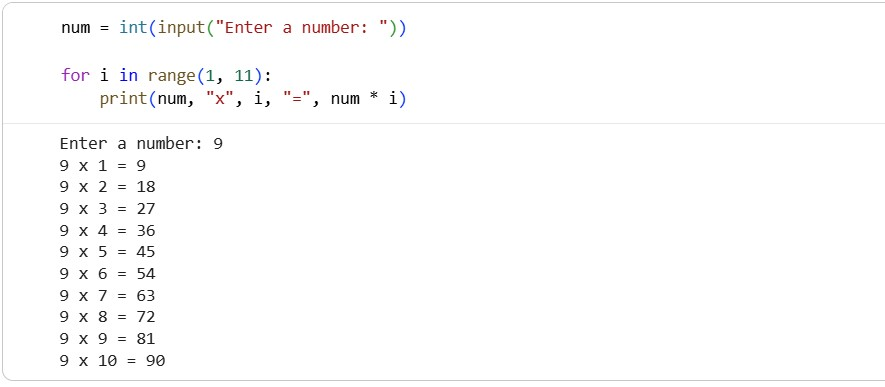 num = int(input("Enter a number: "))
for i in range(1, 11):
    print(num, "x", i, "=", num * i)
Enter a number: 9
9 x 1 = 9
9 x 2 = 18
9 x 3 = 27
9 x 4 = 36
9 x 5 = 45
9 x 6 = 54
9 x 7 = 63
9 x 8 = 72
9 x 9 = 81
9 x 10 = 90